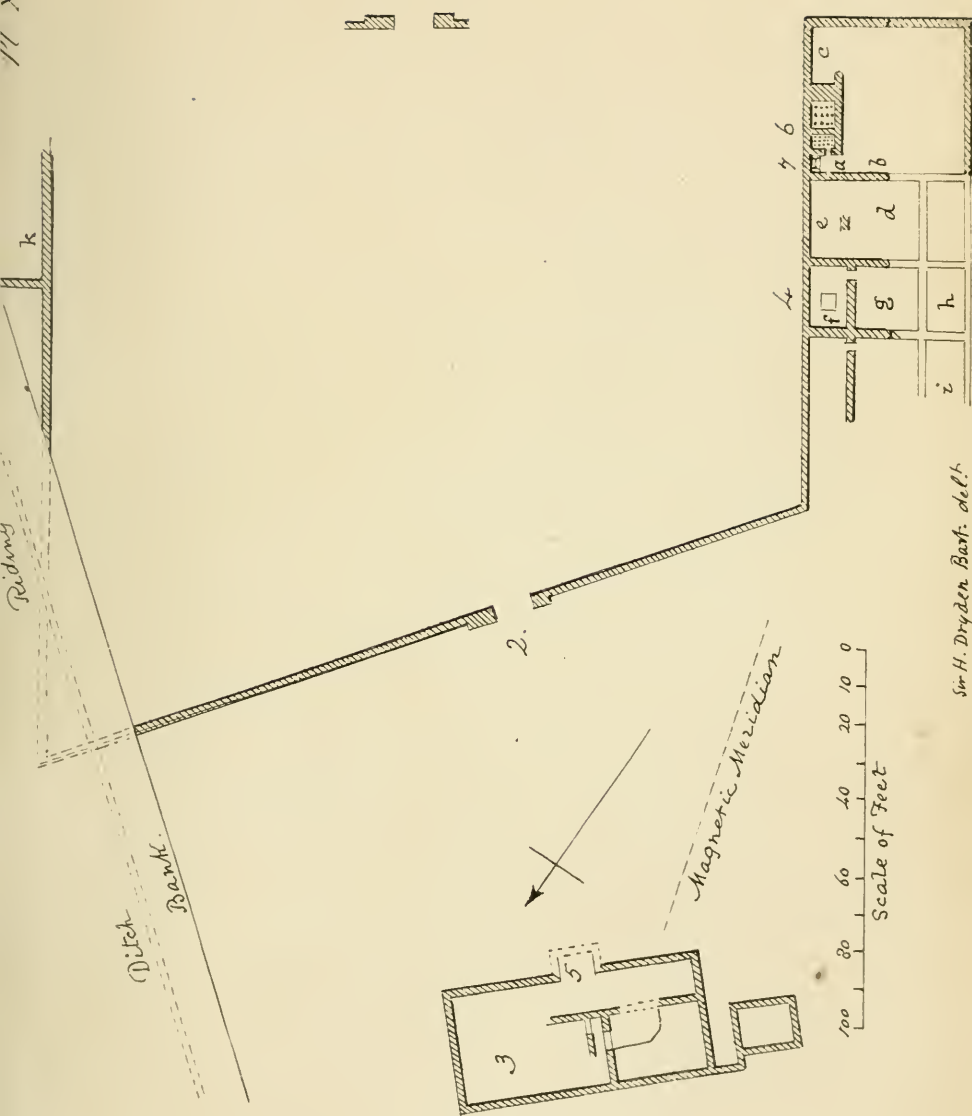 Riding
k
Ditch
Bank.
2.
3
5
Magnetic Meridian
0 10 20 40 60 80 100
Scale of Feet
4
7
6
c
a
b
e
d
f
g
h
i
Sir H. Dryden Bart. delt.